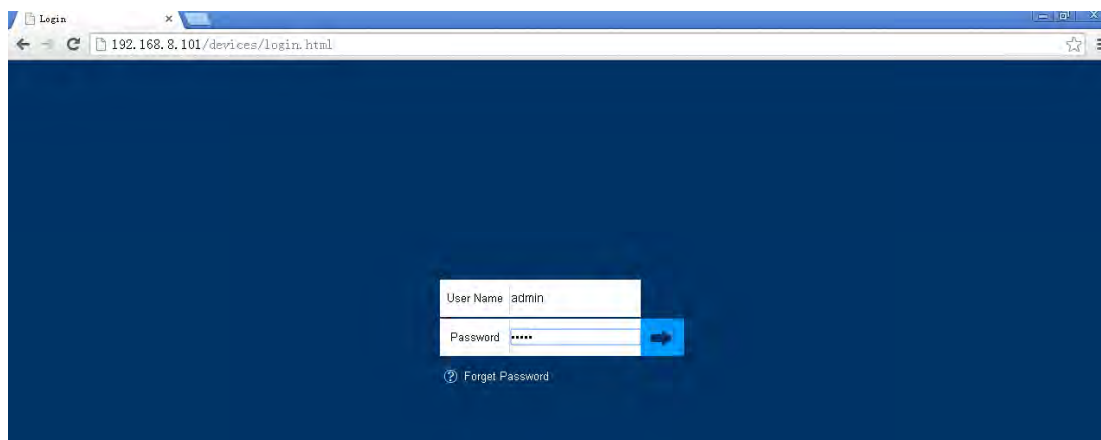 Login
192.168.8.101/devices/login.html
User Name admin
Password •••••
Forget Password